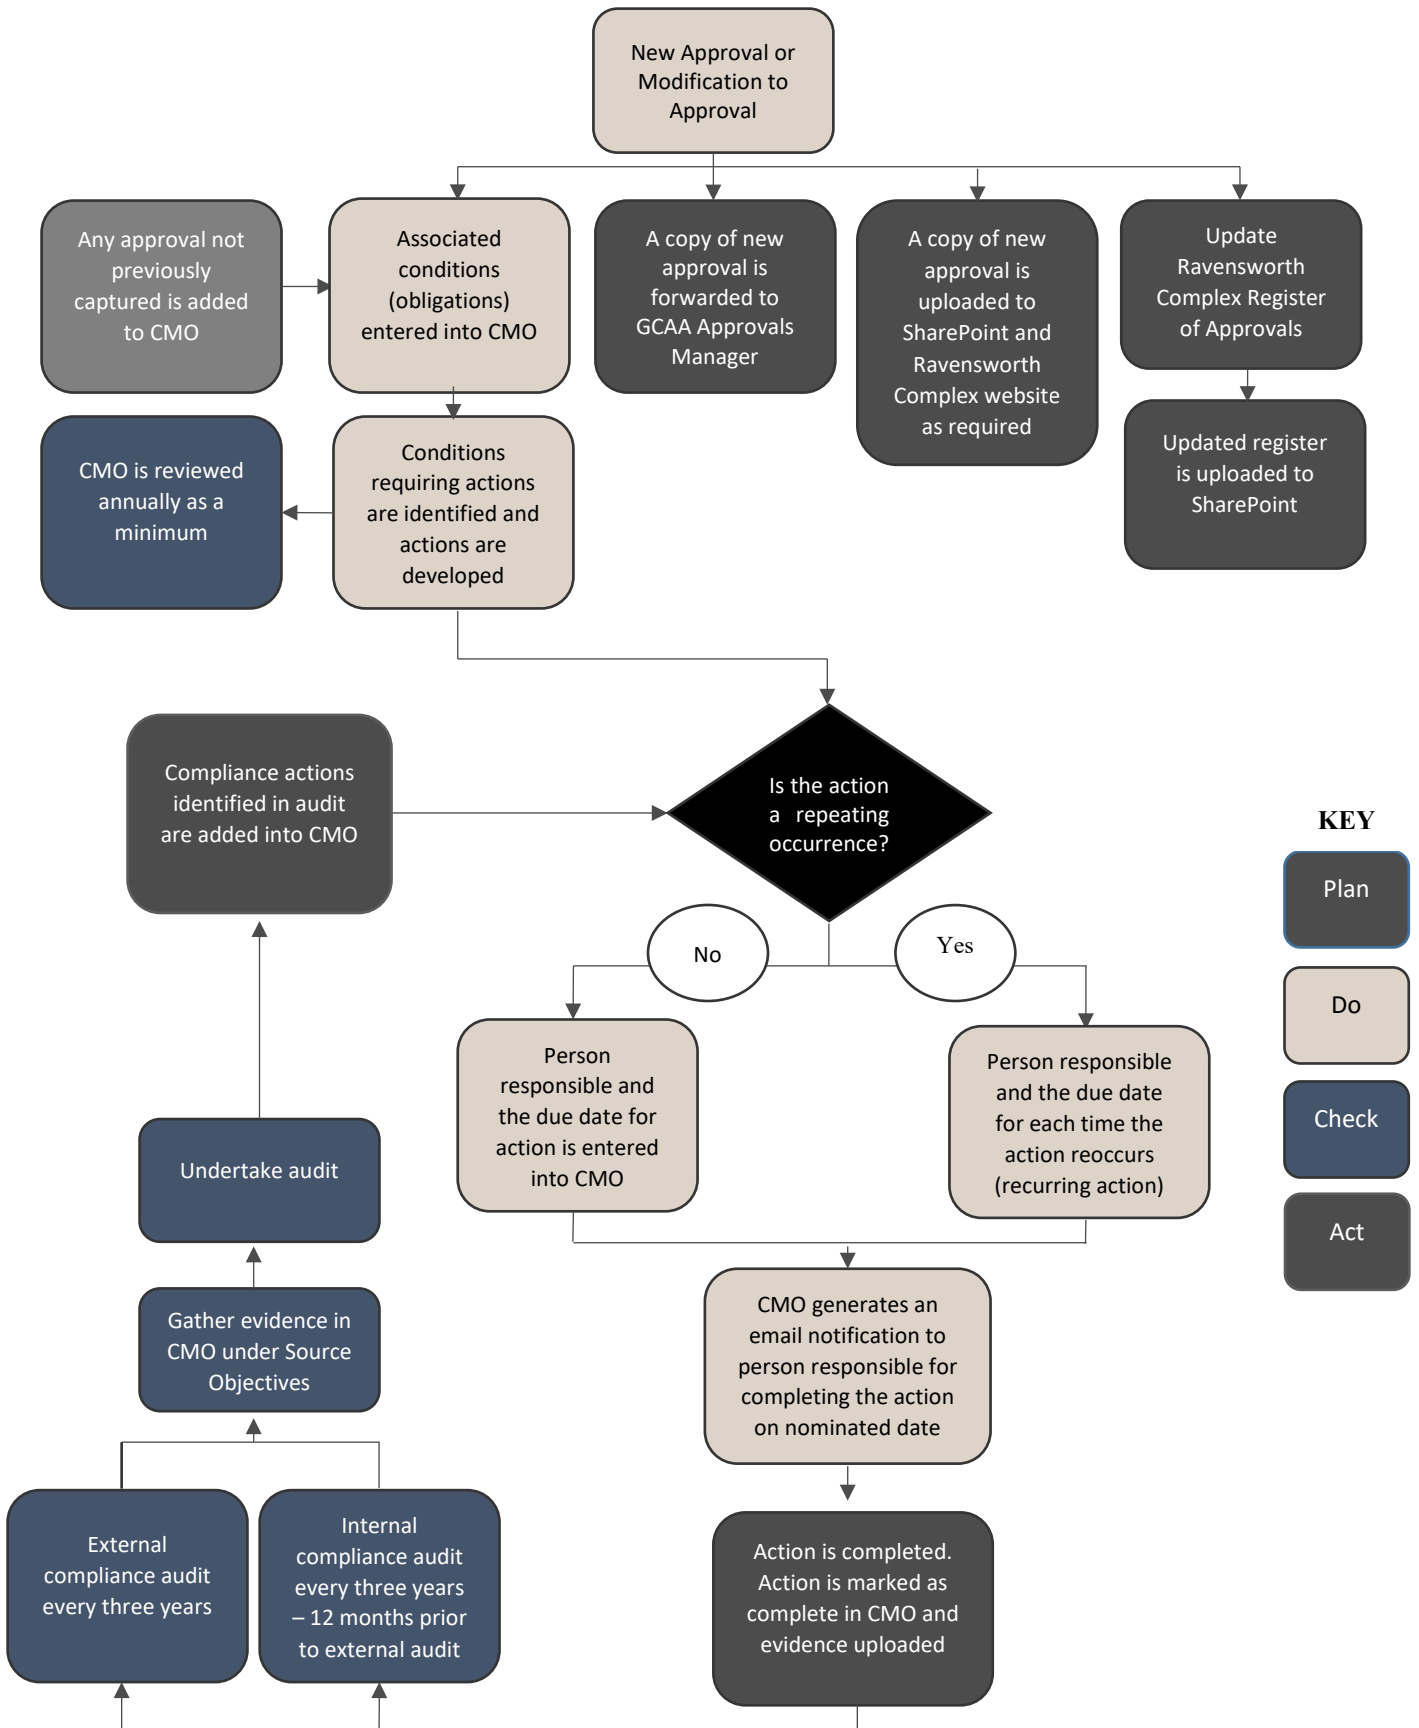 New Approval or
Modification to
Approval
Any approval not
previously
captured is added
to CMO
Associated
conditions
(obligations)
entered into CMO
A copy of new
approval is
forwarded to
GCAA Approvals
Manager
A copy of new
approval is
uploaded to
SharePoint and
Ravensworth
Complex website
as required
Update
Ravensworth
Complex Register
of Approvals
CMO is reviewed
annually as a
minimum
Conditions
requiring actions
are identified and
actions are
developed
Updated register
is uploaded to
SharePoint
Compliance actions
identified in audit
are added into CMO
Is the action
a repeating
occurrence?
KEY
Plan
Do
Check
Act
No
Yes
Person
responsible and
the due date for
action is entered
into CMO
Person responsible
and the due date
for each time the
action reoccurs
(recurring action)
Undertake audit
Gather evidence in
CMO under Source
Objectives
CMO generates an
email notification to
person responsible for
completing the action
on nominated date
External
compliance audit
every three years
Internal
compliance audit
every three years
– 12 months prior
to external audit
Action is completed.
Action is marked as
complete in CMO and
evidence uploaded